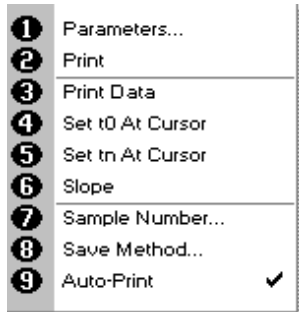 1 Parameters...
2 Print
3 Print Data
4 Set t0 At Cursor
5 Set tn At Cursor
6 Slope
7 Sample Number...
8 Save Method...
9 Auto-Print ✓